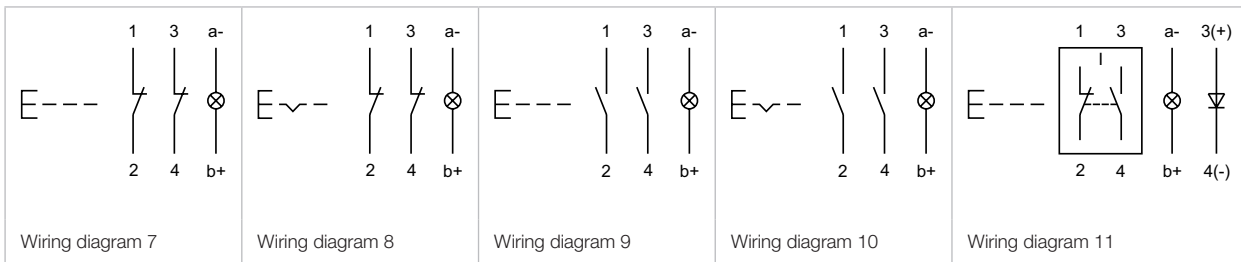 1 3 a-
2 4 b+
Wiring diagram 7
1 3 a-
2 4 b+
Wiring diagram 8
1 3 a-
2 4 b+
Wiring diagram 9
1 3 a-
2 4 b+
Wiring diagram 10
1 3 a- 3(+)
I
2 4 b+ 4(-)
Wiring diagram 11